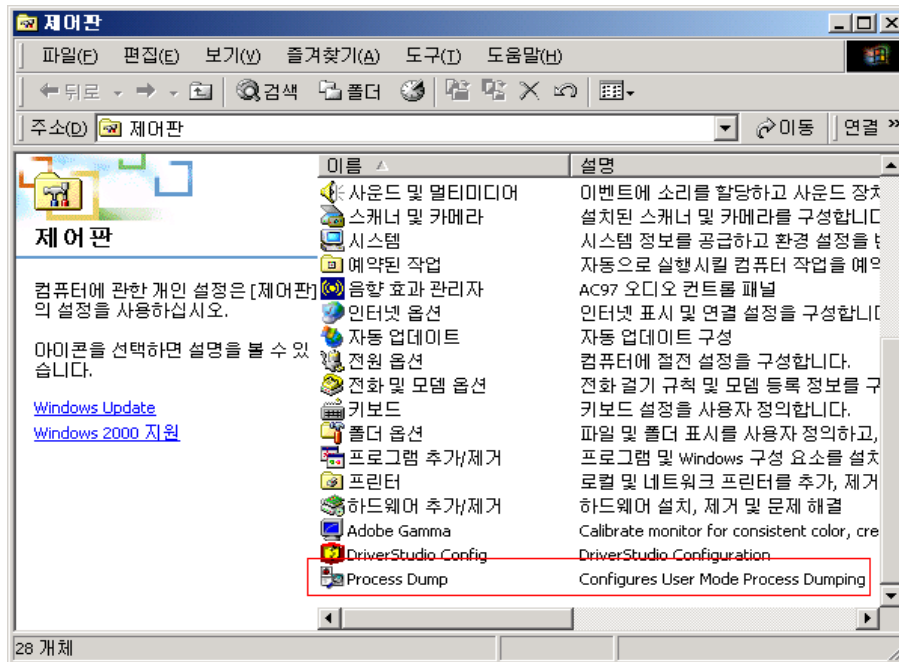 제어판
파일(F) 편집(E) 보기(V) 즐겨찾기(A) 도구(T) 도움말(H)
뒤로 검색 폴더
주소(D) 제어판 이동 연결 »
이름 설명
제어판
컴퓨터에 관한 개인 설정은 [제어판]
의 설정을 사용하십시오.
아이콘을 선택하면 설명을 볼 수 있
습니다.
Windows Update
Windows 2000 지원
사운드 및 멀티미디어 이벤트에 소리를 할당하고 사운드 장치
스캐너 및 카메라 설치된 스캐너 및 카메라를 구성합니다
시스템 시스템 정보를 공급하고 환경 설정을
예약된 작업 자동으로 실행시킬 컴퓨터 작업을 예약
음향 효과 관리자 AC97 오디오 컨트롤 패널
인터넷 옵션 인터넷 표시 및 연결 설정을 구성합니다
자동 업데이트 자동 업데이트 구성
전원 옵션 컴퓨터에 절전 설정을 구성합니다.
전화 및 모뎀 옵션 전화 걸기 규칙 및 모뎀 등록 정보를 구
키보드 키보드 설정을 사용자 정의합니다.
폴더 옵션 파일 및 폴더 표시를 사용자 정의하고,
프로그램 추가/제거 프로그램 및 Windows 구성 요소를 설치
프린터 로컬 및 네트워크 프린터를 추가, 제거
하드웨어 추가/제거 하드웨어 설치, 제거 및 문제 해결
Adobe Gamma Calibrate monitor for consistent color, cre
DriverStudio Config DriverStudio Configuration
Process Dump Configures User Mode Process Dumping
28 개체